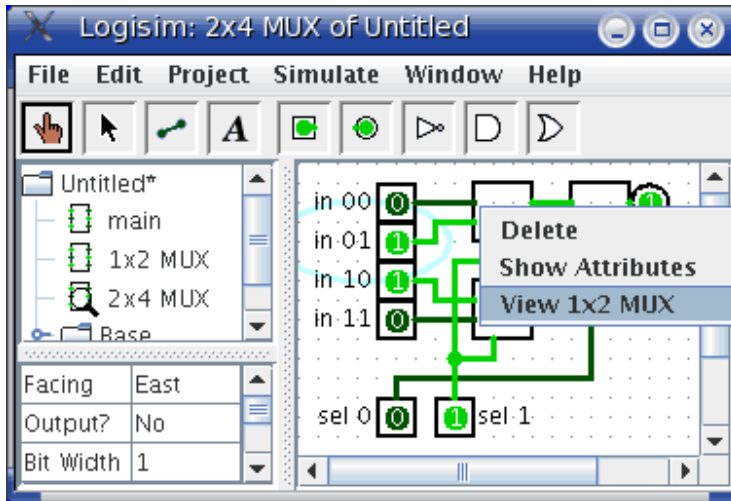 Logisim: 2x4 MUX of Untitled
File Edit Project Simulate Window Help
A
Untitled*
main
1x2 MUX
2x4 MUX
Base
Facing East
Output? No
Bit Width 1
in 00 0
in 01 1
in 10 1
in 11 0
1
Delete
Show Attributes
View 1x2 MUX
sel 0 0 1 sel 1